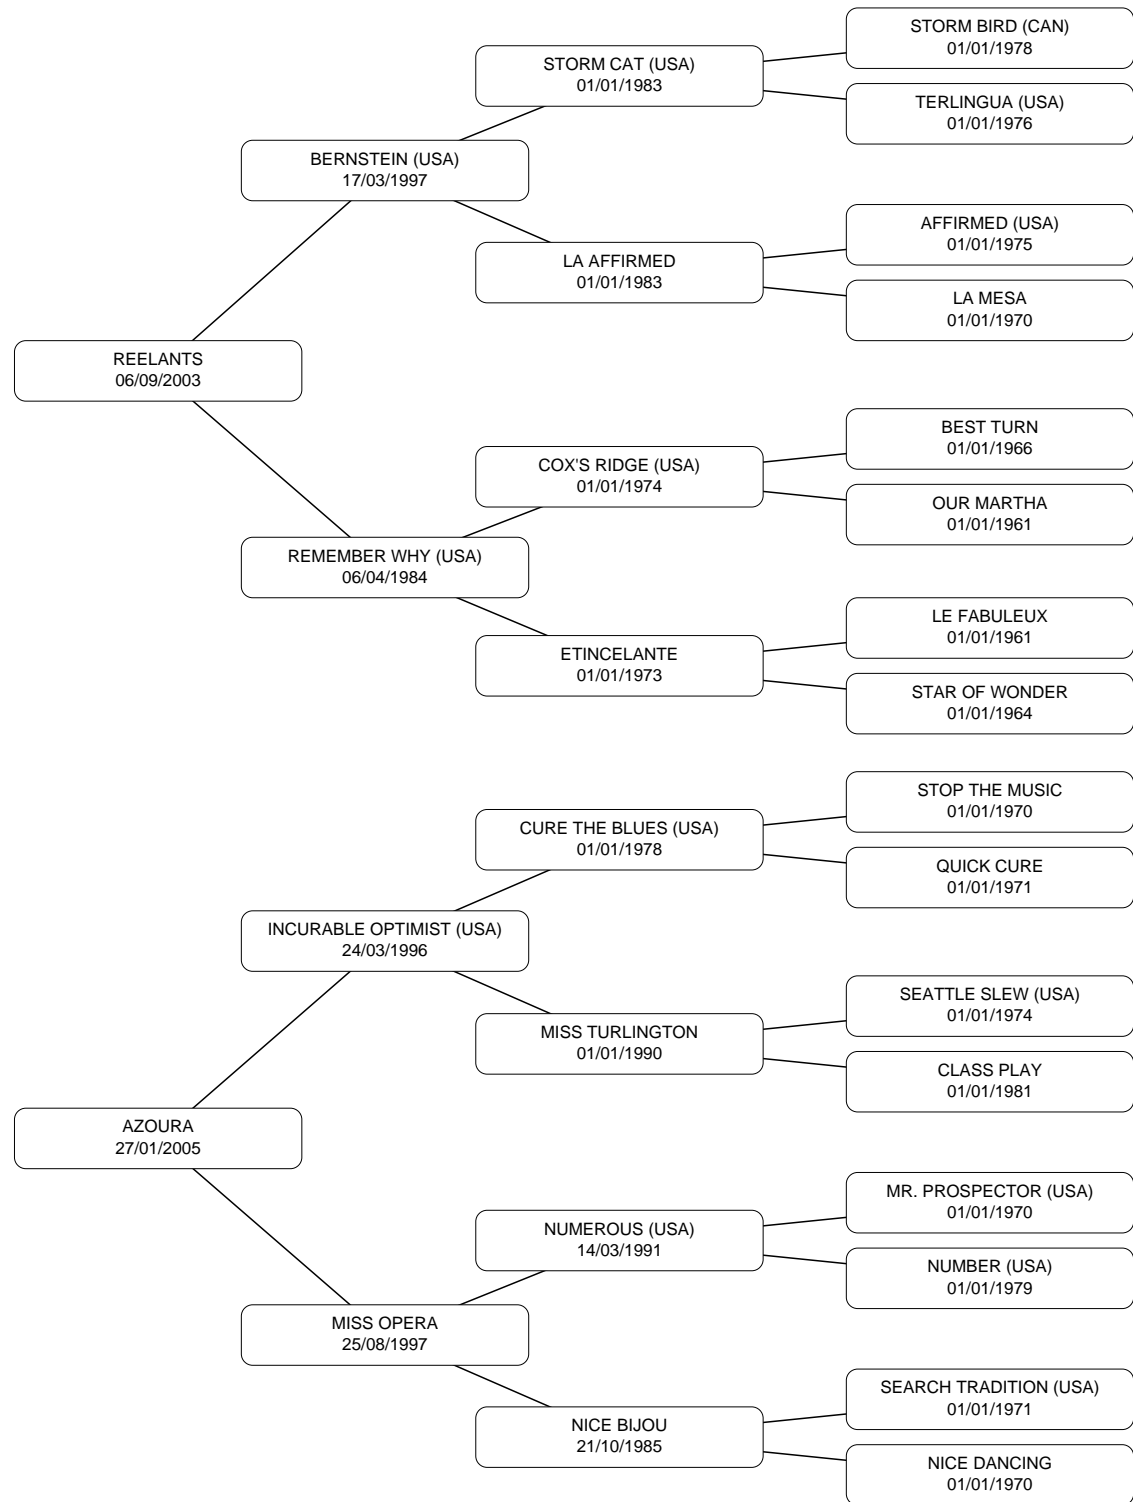 STORM BIRD (CAN)
01/01/1978
STORM CAT (USA)
01/01/1983
TERLINGUA (USA)
01/01/1976
BERNSTEIN (USA)
17/03/1997
AFFIRMED (USA)
01/01/1975
LA AFFIRMED
01/01/1983
LA MESA
01/01/1970
REELANTS
06/09/2003
BEST TURN
01/01/1966
COX'S RIDGE (USA)
01/01/1974
OUR MARTHA
01/01/1961
REMEMBER WHY (USA)
06/04/1984
LE FABULEUX
01/01/1961
ETINCELANTE
01/01/1973
STAR OF WONDER
01/01/1964
STOP THE MUSIC
01/01/1970
CURE THE BLUES (USA)
01/01/1978
QUICK CURE
01/01/1971
INCURABLE OPTIMIST (USA)
24/03/1996
SEATTLE SLEW (USA)
01/01/1974
MISS TURLINGTON
01/01/1990
CLASS PLAY
01/01/1981
AZOURA
27/01/2005
MR. PROSPECTOR (USA)
01/01/1970
NUMEROUS (USA)
14/03/1991
NUMBER (USA)
01/01/1979
MISS OPERA
25/08/1997
SEARCH TRADITION (USA)
01/01/1971
NICE BIJOU
21/10/1985
NICE DANCING
01/01/1970